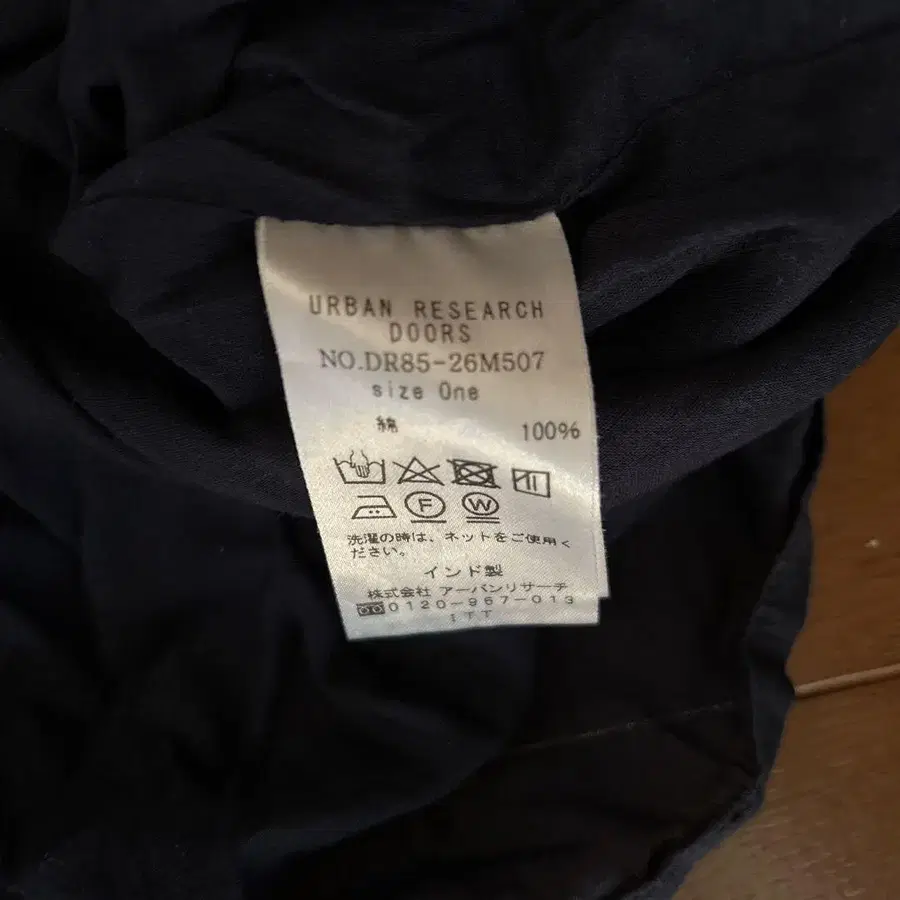 URBAN RESEARCH
DOORS
NO.DR85-26M507
size One
綿 100%
F W
洗濯の時は、ネットをご使用く
ださい。
インド製
株式会社 アーバンリサーチ
0120-967-013
ITT